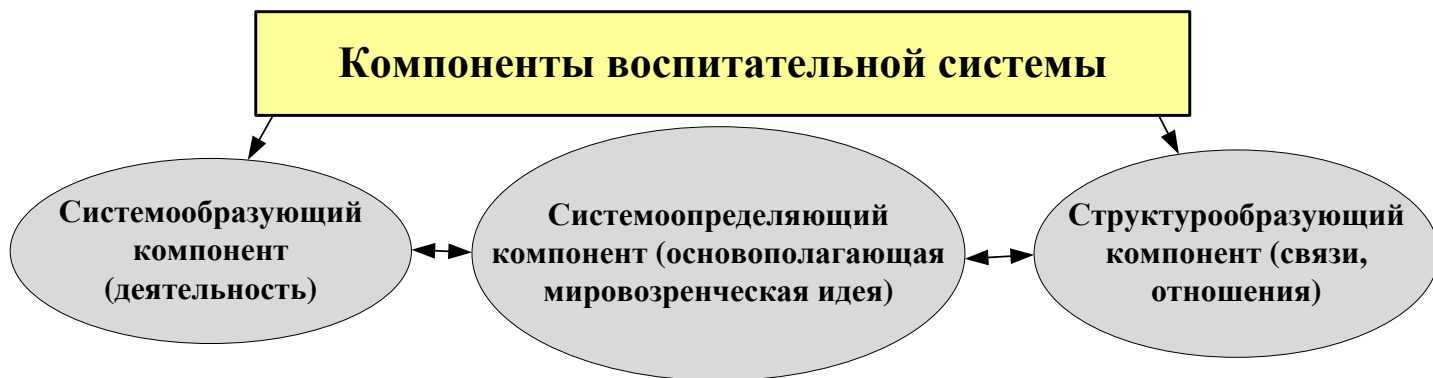 Компоненты воспитательной системы
Системообразующий
компонент
(деятельность)
Системоопределяющий
компонент (основополагающая
мировозренческая идея)
Структурообразующий
компонент (связи,
отношения)